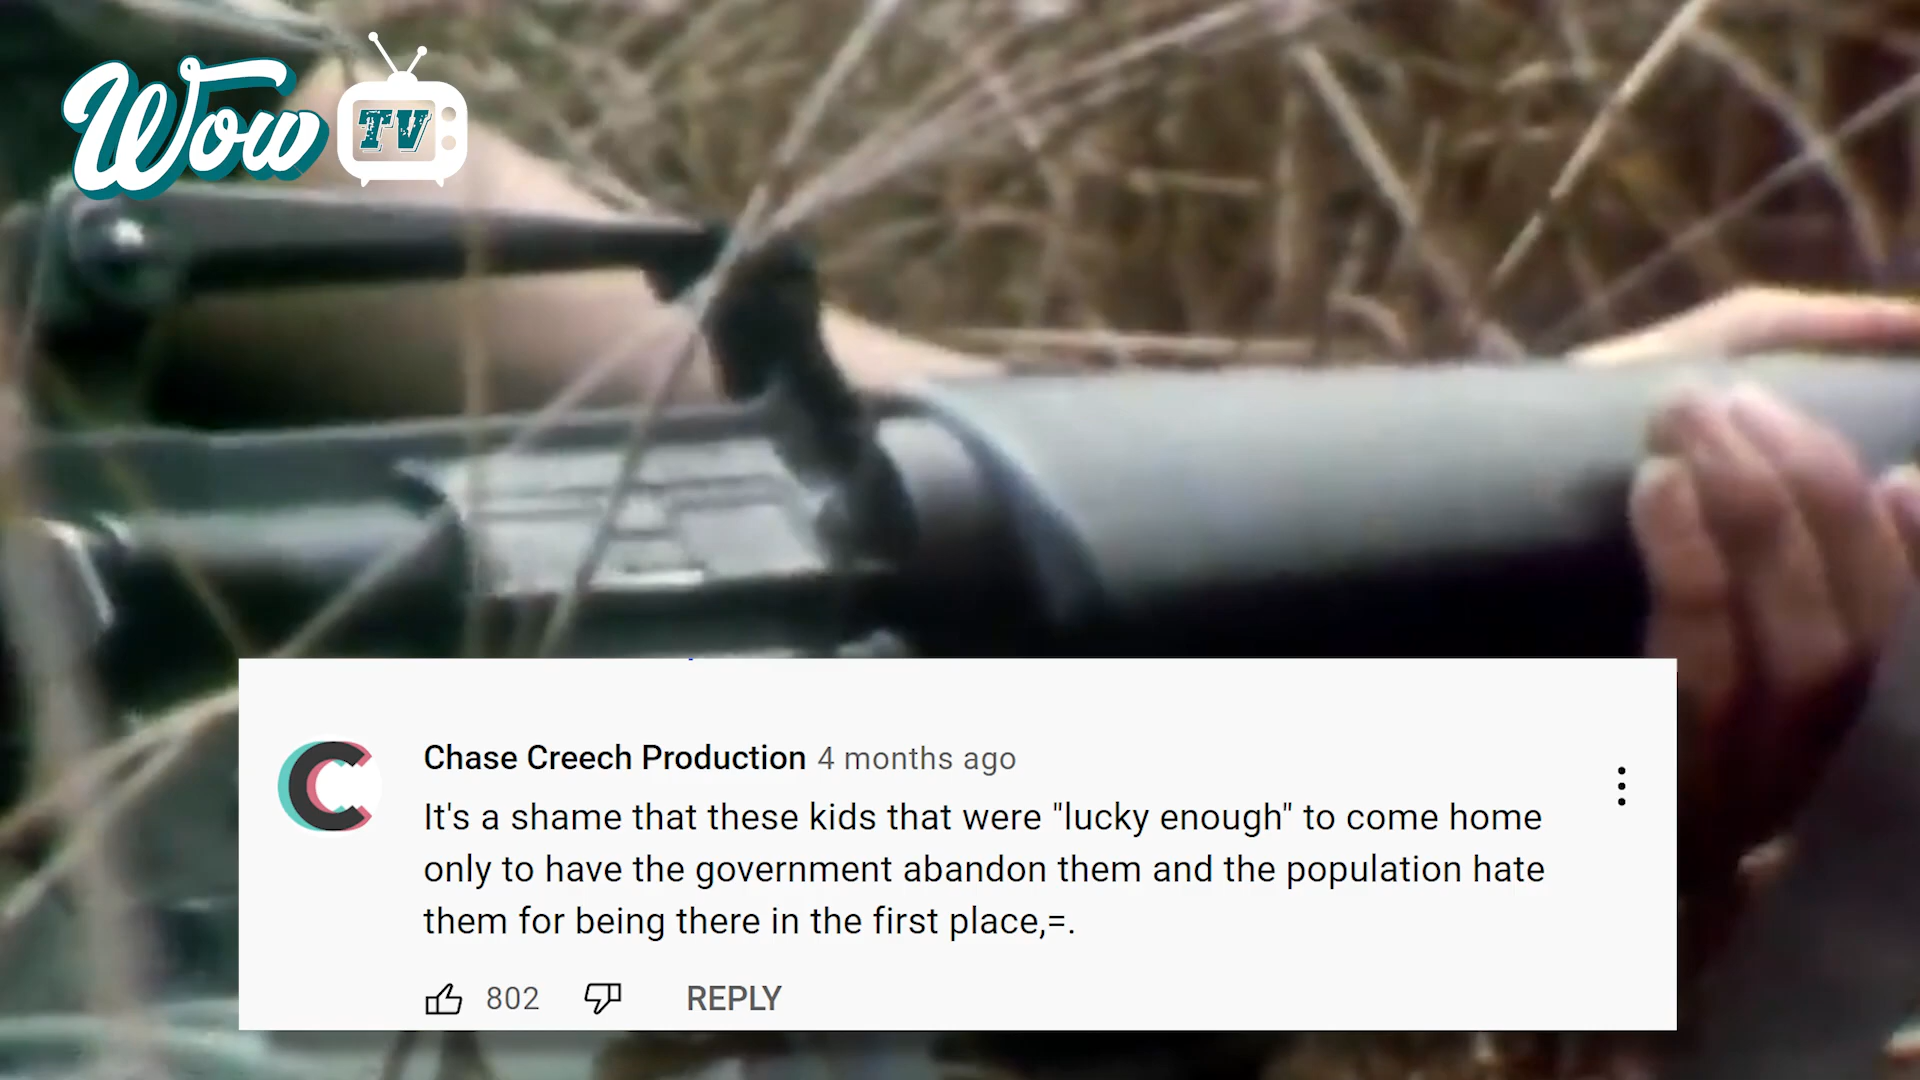 Wow TV
Chase Creech Production 4 months ago
It's a shame that these kids that were "lucky enough" to come home
only to have the government abandon them and the population hate
them for being there in the first place,=.
802 REPLY